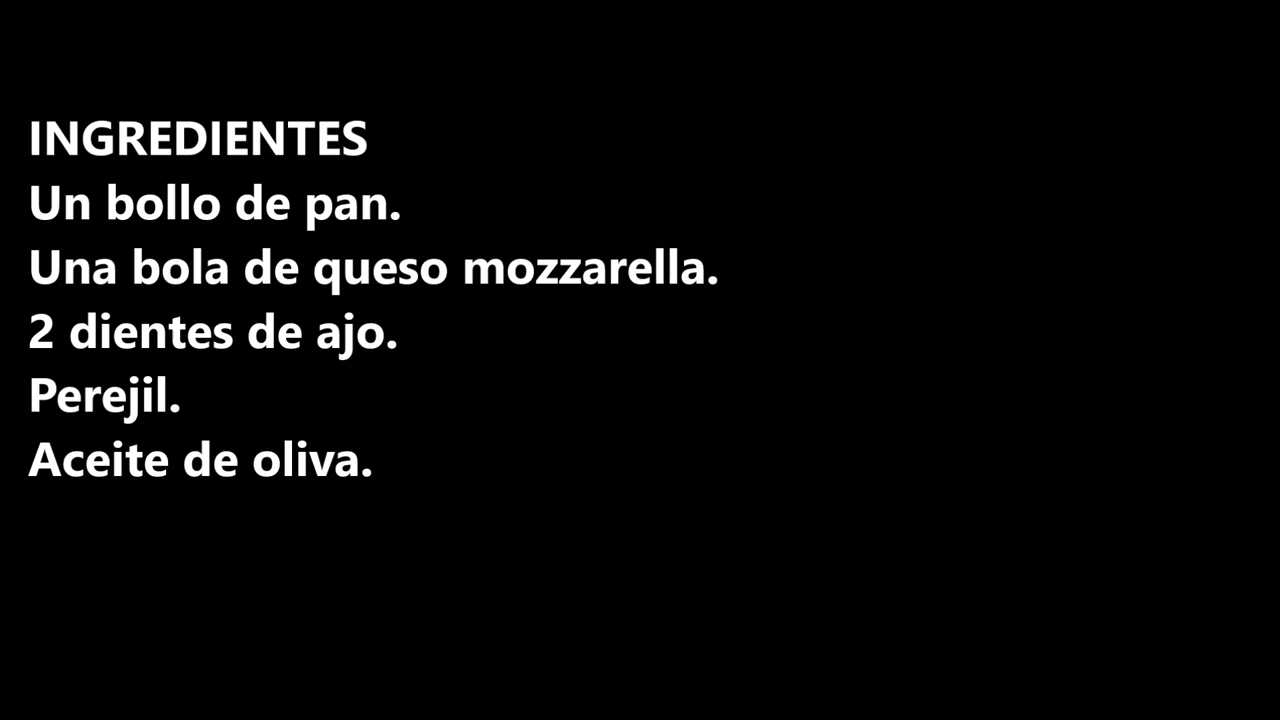 INGREDIENTES
Un bollo de pan.
Una bola de queso mozzarella.
2 dientes de ajo.
Perejil.
Aceite de oliva.